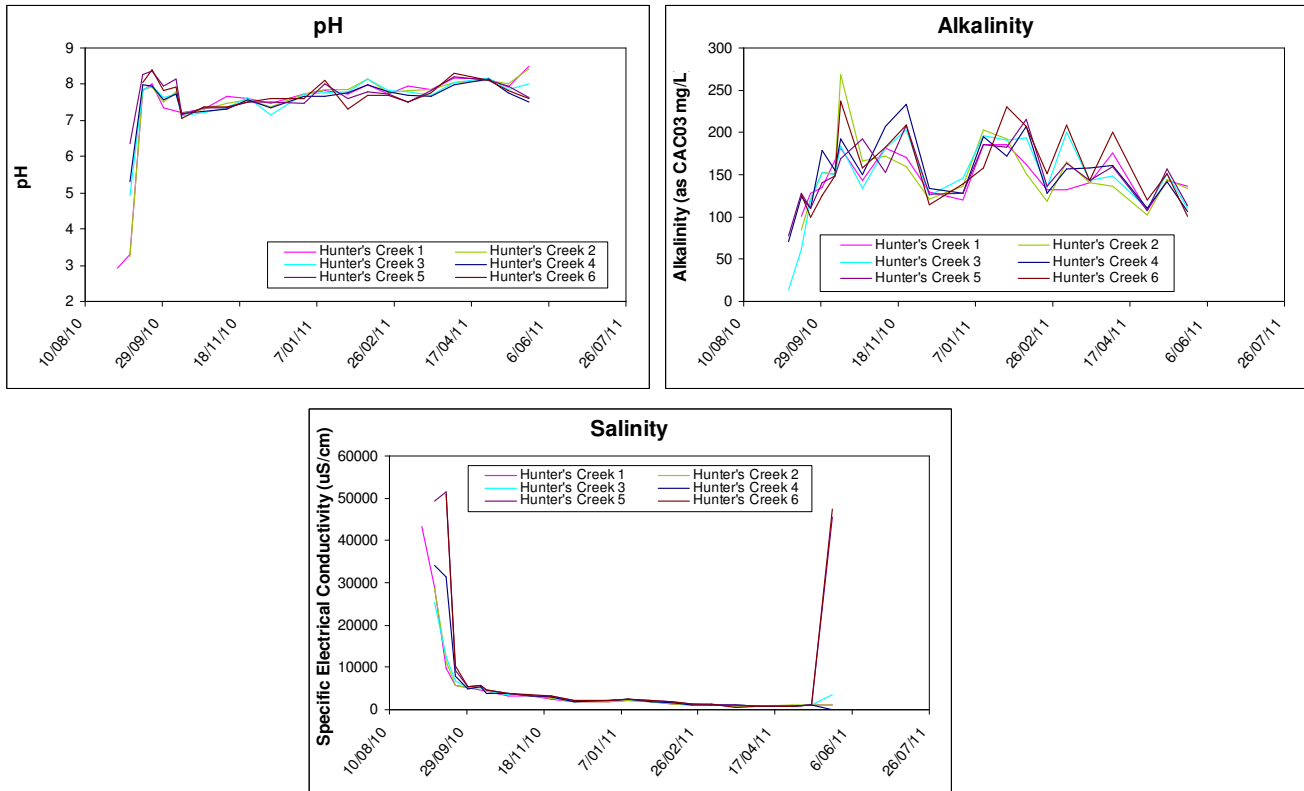 pH
pH
9
8
7
6
5
4
3
2
Hunter's Creek 1 Hunter's Creek 2
Hunter's Creek 3 Hunter's Creek 4
Hunter's Creek 5 Hunter's Creek 6
10/08/10 29/09/10 18/11/10 7/01/11 26/02/11 17/04/11 6/06/11 26/07/11
Alkalinity
Alkalinity (as CAC03 mg/L)
300
250
200
150
100
50
0
Hunter's Creek 1 Hunter's Creek 2
Hunter's Creek 3 Hunter's Creek 4
Hunter's Creek 5 Hunter's Creek 6
10/08/10 29/09/10 18/11/10 7/01/11 26/02/11 17/04/11 6/06/11 26/07/11
Salinity
Specific Electrical Conductivity (uS/cm)
60000
50000
40000
30000
20000
10000
0
Hunter's Creek 1 Hunter's Creek 2
Hunter's Creek 3 Hunter's Creek 4
Hunter's Creek 5 Hunter's Creek 6
10/08/10 29/09/10 18/11/10 7/01/11 26/02/11 17/04/11 6/06/11 26/07/11